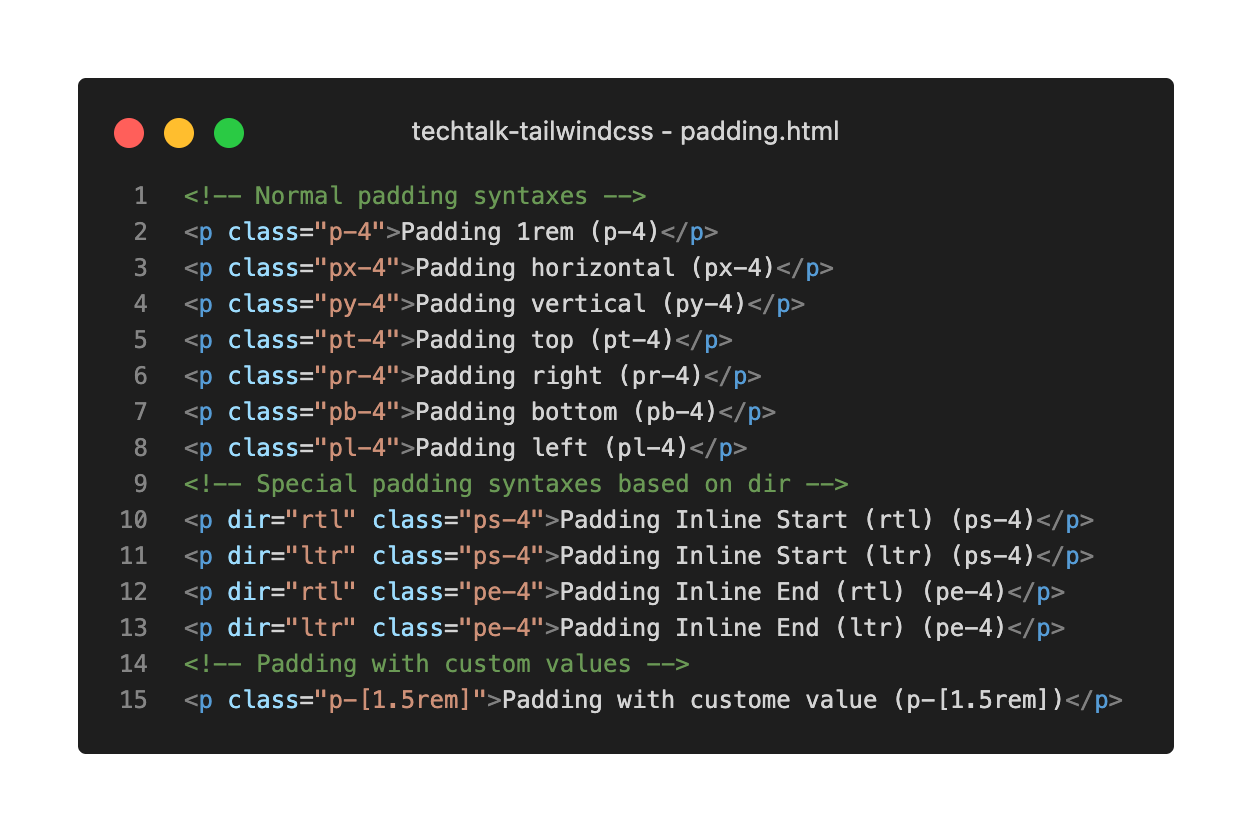 techtalk-tailwindcss - padding.html
1 <!-- Normal padding syntaxes -->
2 <p class="p-4">Padding 1rem (p-4)</p>
3 <p class="px-4">Padding horizontal (px-4)</p>
4 <p class="py-4">Padding vertical (py-4)</p>
5 <p class="pt-4">Padding top (pt-4)</p>
6 <p class="pr-4">Padding right (pr-4)</p>
7 <p class="pb-4">Padding bottom (pb-4)</p>
8 <p class="pl-4">Padding left (pl-4)</p>
9 <!-- Special padding syntaxes based on dir -->
10 <p dir="rtl" class="ps-4">Padding Inline Start (rtl) (ps-4)</p>
11 <p dir="ltr" class="ps-4">Padding Inline Start (ltr) (ps-4)</p>
12 <p dir="rtl" class="pe-4">Padding Inline End (rtl) (pe-4)</p>
13 <p dir="ltr" class="pe-4">Padding Inline End (ltr) (pe-4)</p>
14 <!-- Padding with custom values -->
15 <p class="p-[1.5rem]">Padding with custome value (p-[1.5rem])</p>